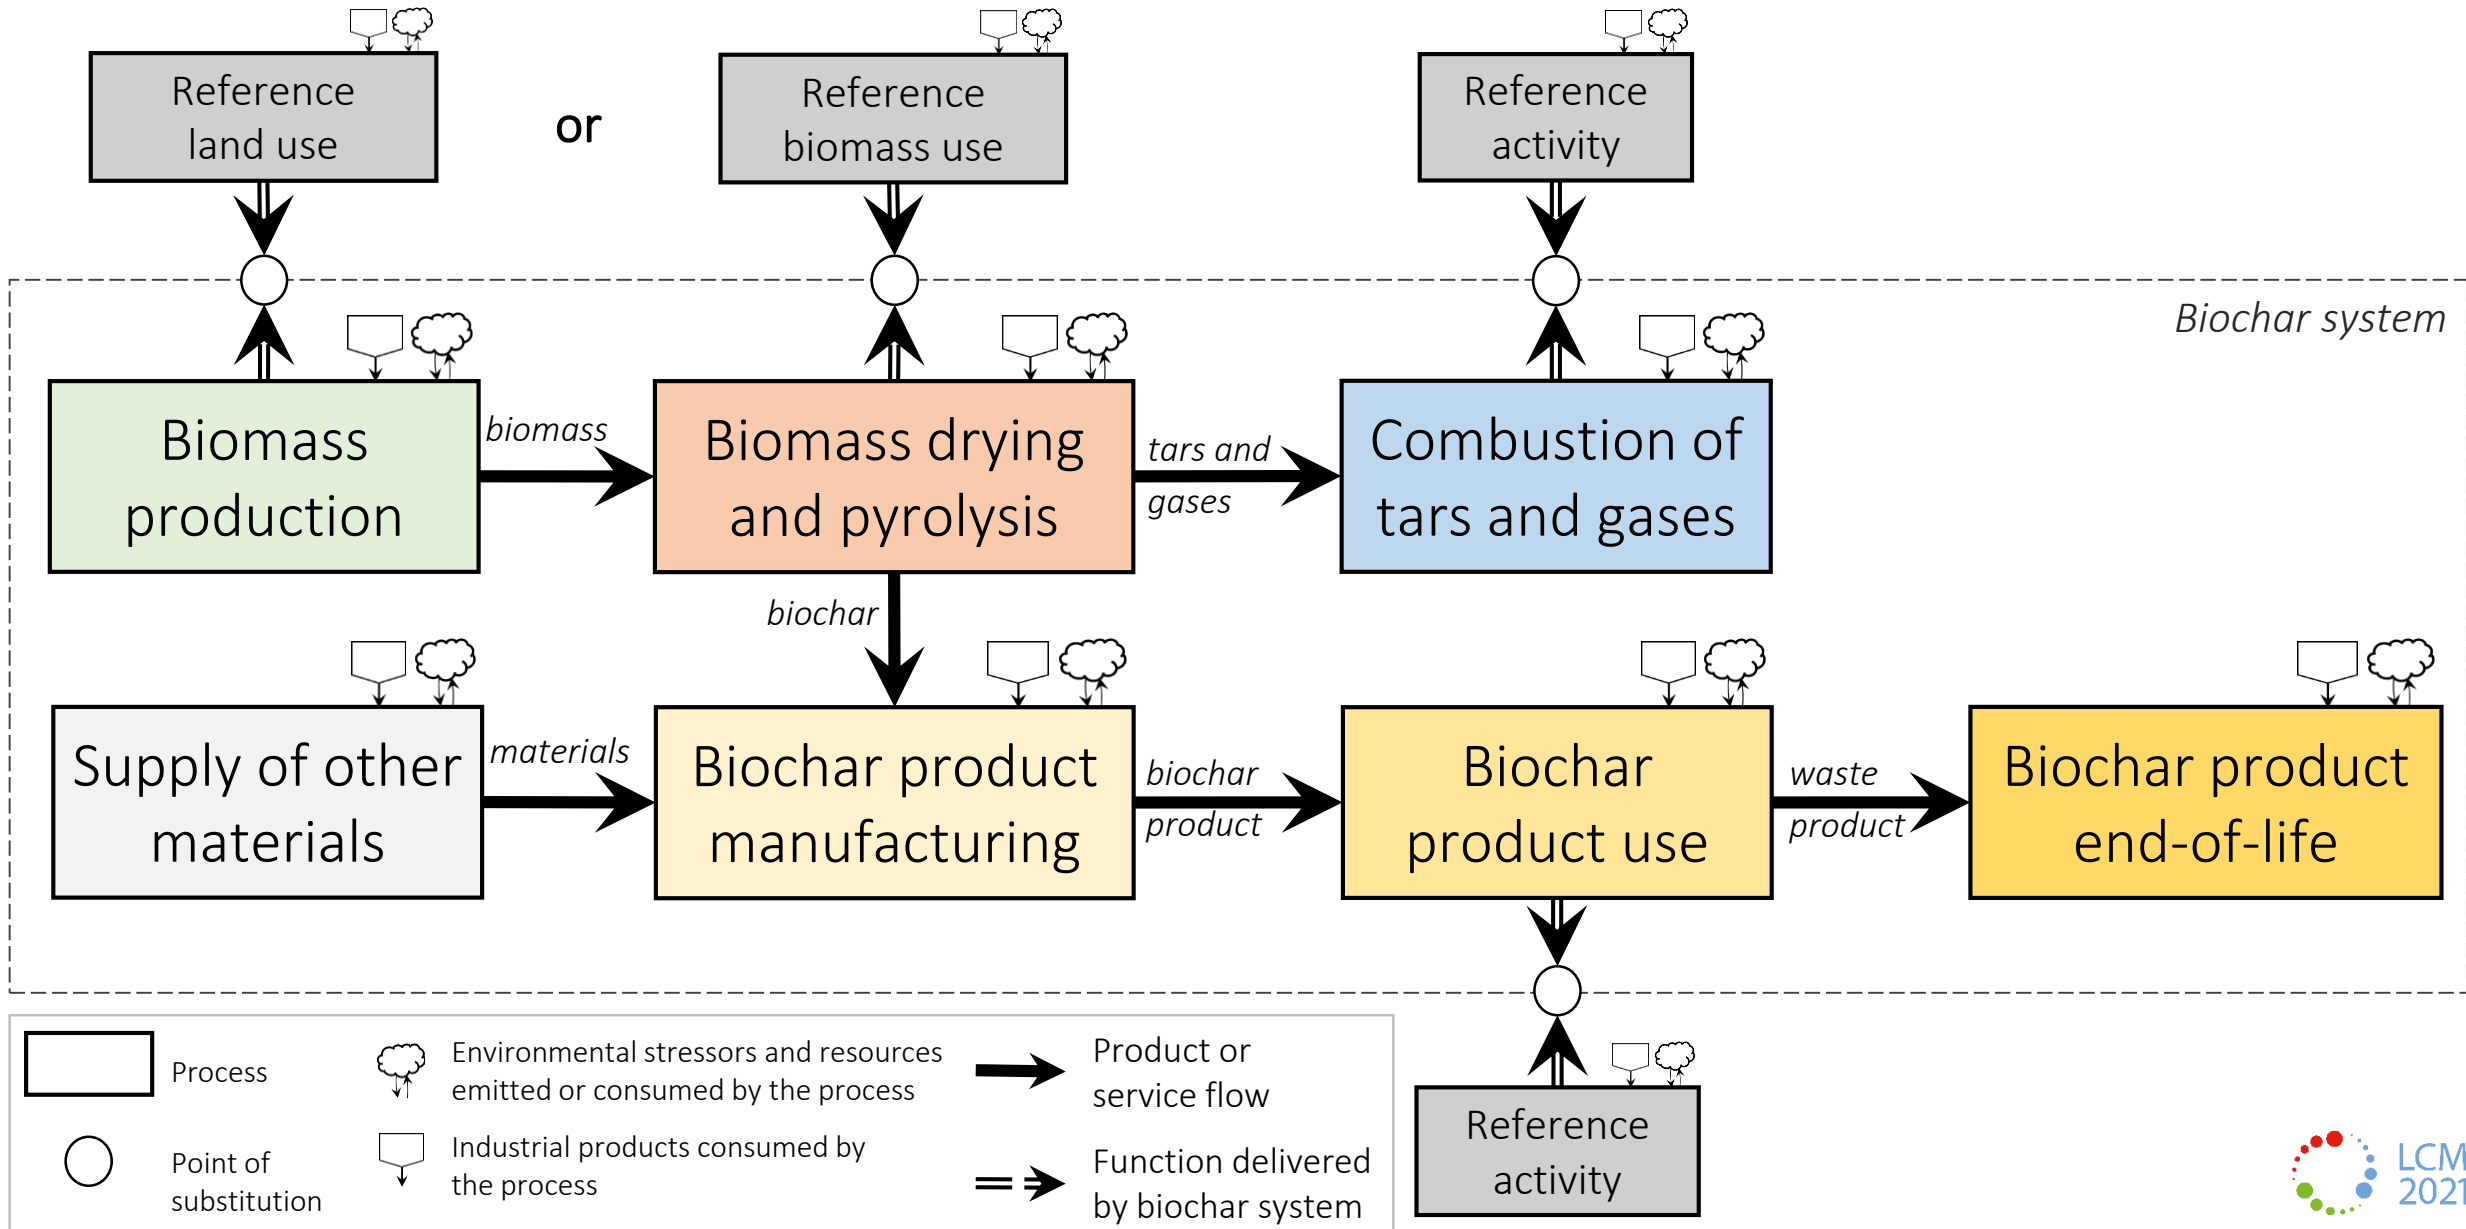 Reference
land use
or
Reference
biomass use
Reference
activity
Biochar system
Biomass
production
biomass
Biomass drying
and pyrolysis
tars and
gases
Combustion of
tars and gases
biochar
Supply of other
materials
materials
Biochar product
manufacturing
biochar
product
Biochar
product use
waste
product
Biochar product
end-of-life
Process
Environmental stressors and resources
emitted or consumed by the process
Product or
service flow
Point of
substitution
Industrial products consumed by
the process
Function delivered
by biochar system
Reference
activity
LCM
2021